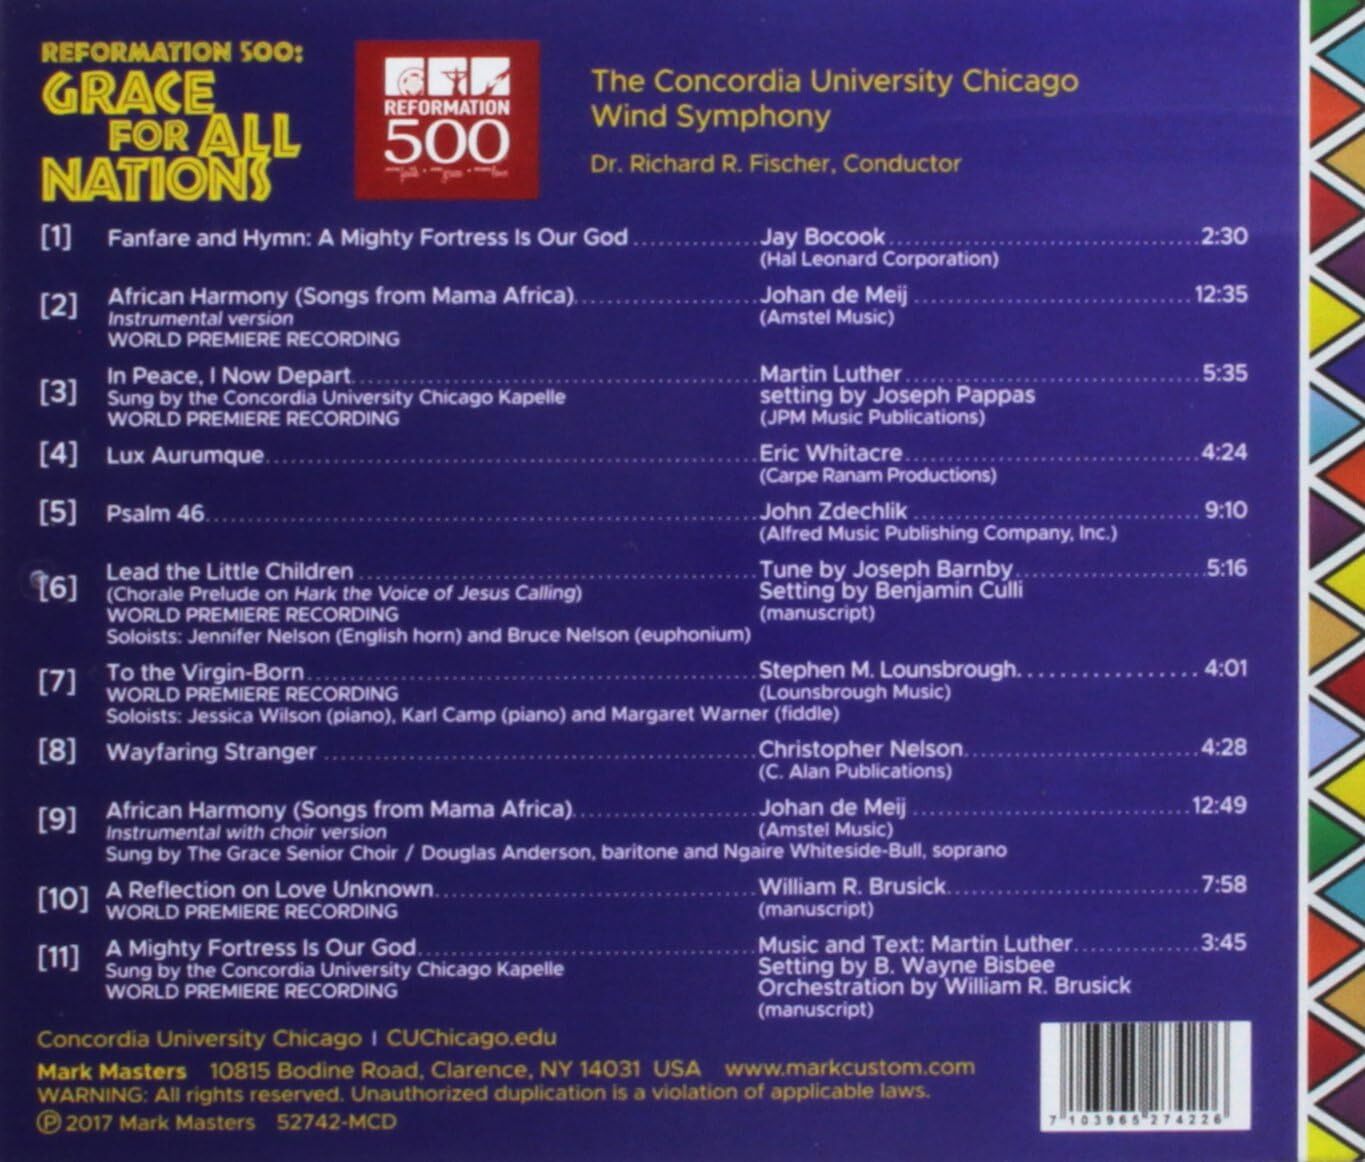 REFORMATION 500:
GRACE
FOR ALL
NATIONS
REFORMATION
500
The Concordia University Chicago
Wind Symphony
Dr. Richard R. Fischer, Conductor
[1] Fanfare and Hymn: A Mighty Fortress Is Our God Jay Bocook 2:30
(Hal Leonard Corporation)
[2] African Harmony (Songs from Mama Africa) Johan de Meij 12:35
Instrumental version (Amstel Music)
WORLD PREMIERE RECORDING
[3] In Peace, I Now Depart Martin Luther 5:35
Sung by the Concordia University Chicago Kapelle setting by Joseph Pappas
WORLD PREMIERE RECORDING (JPM Music Publications)
[4] Lux Aurumque Eric Whitacre 4:24
(Carpe Ranam Productions)
[5] Psalm 46 John Zdechlik 9:10
(Alfred Music Publishing Company, Inc.)
[6] Lead the Little Children Tune by Joseph Barnby 5:16
(Chorale Prelude on Hark the Voice of Jesus Calling) Setting by Benjamin Culli
WORLD PREMIERE RECORDING (manuscript)
Soloists: Jennifer Nelson (English horn) and Bruce Nelson (euphonium)
[7] To the Virgin-Born Stephen M. Lounsbrough 4:01
WORLD PREMIERE RECORDING (Lounsbrough Music)
Soloists: Jessica Wilson (piano), Karl Camp (piano) and Margaret Warner (fiddle)
[8] Wayfaring Stranger Christopher Nelson 4:28
(C. Alan Publications)
[9] African Harmony (Songs from Mama Africa) Johan de Meij 12:49
Instrumental with choir version (Amstel Music)
Sung by The Grace Senior Choir / Douglas Anderson, baritone and Ngaire Whiteside-Bull, soprano
[10] A Reflection on Love Unknown William R. Brusick 7:58
WORLD PREMIERE RECORDING (manuscript)
[11] A Mighty Fortress Is Our God Music and Text: Martin Luther 3:45
Sung by the Concordia University Chicago Kapelle Setting by B. Wayne Bisbee
WORLD PREMIERE RECORDING Orchestration by William R. Brusick
(manuscript)
Concordia University Chicago | CUChicago.edu
Mark Masters 10815 Bodine Road, Clarence, NY 14031 USA www.markcustom.com
WARNING: All rights reserved. Unauthorized duplication is a violation of applicable laws.
℗ 2017 Mark Masters 52742-MCD
7 103965 274226